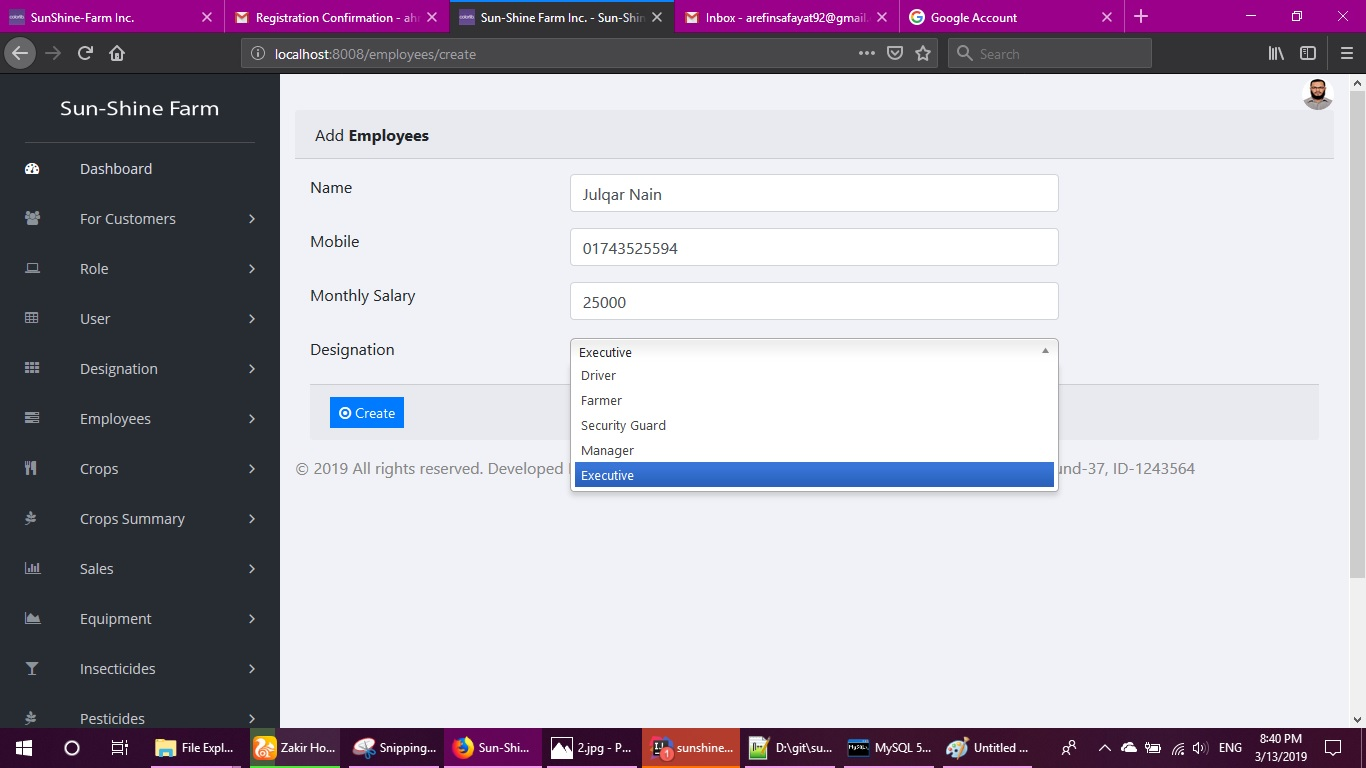 SunShine-Farm Inc.
Registration Confirmation - ah
Sun-Shine Farm Inc. - Sun-Shin
Inbox - arefinsafayat92@gmail.
Google Account
localhost:8008/employees/create
Search
Sun-Shine Farm
Dashboard
For Customers
Role
User
Designation
Employees
Crops
Crops Summary
Sales
Equipment
Insecticides
Pesticides
Add Employees
Name
Julqar Nain
Mobile
01743525594
Monthly Salary
25000
Designation
Executive
Driver
Farmer
Security Guard
Manager
Executive
Create
© 2019 All rights reserved. Developed
und-37, ID-1243564
File Expl...
Zakir Ho...
Snipping...
Sun-Shi...
2.jpg - P...
sunshine...
D:\git\su...
MySQL 5...
Untitled ...
ENG
8:40 PM
3/13/2019